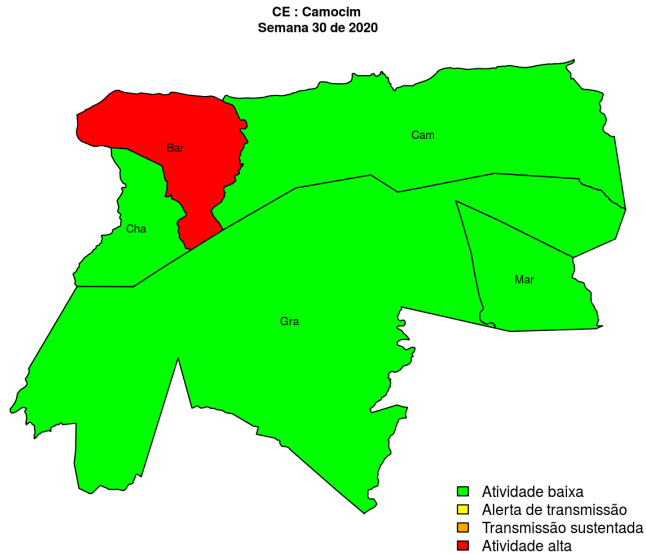 CE : Camocim
Semana 30 de 2020
Bar
Cam
Cha
Mar
Gra
Atividade baixa
Alerta de transmissão
Transmissão sustentada
Atividade alta